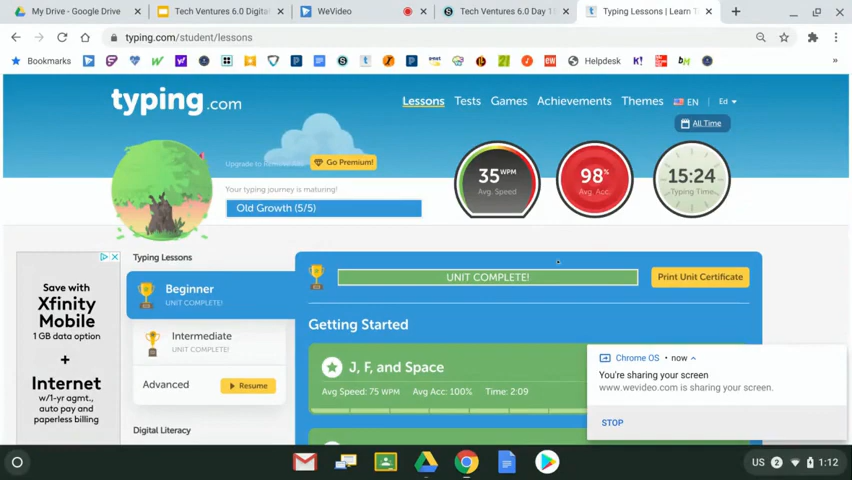 My Drive - Google Drive
Tech Ventures 6.0 Digital
WeVideo
Tech Ventures 6.0 Day 1
Typing Lessons | Learn T
typing.com/student/lessons
Bookmarks
Helpdesk
K!
typing.com
Lessons
Tests
Games
Achievements
Themes
EN
Ed
All Time
Go Premium!
Your typing journey is maturing!
Old Growth (5/5)
35 WPM
Avg. Speed
98%
Avg. Acc.
15:24
Typing Time
Save with
Xfinity
Mobile
1 GB data option
+
Internet
w/1-yr agmt.,
auto pay and
paperless billing
Typing Lessons
Beginner
UNIT COMPLETE!
Intermediate
UNIT COMPLETE!
Advanced
Resume
Digital Literacy
UNIT COMPLETE!
Print Unit Certificate
Getting Started
J, F, and Space
Avg Speed: 75 WPM
Avg Acc: 100%
Time: 2:09
Chrome OS • now
You're sharing your screen
www.wevideo.com is sharing your screen.
STOP
US
2
1:12